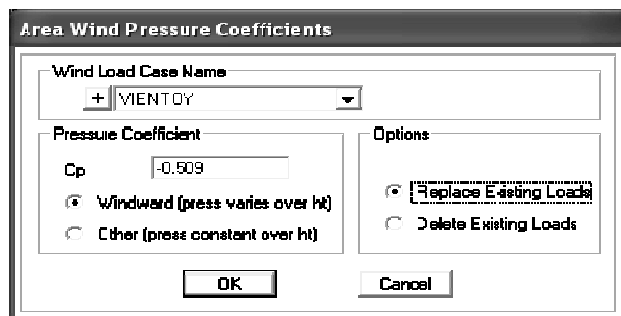 Area Wind Pressure Coefficients
Wind Load Case Name
+ VIENTOY
Pressure Coefficient
Cp -0.509
Windward (press varies over ht)
Other (press constant over ht)
Options
Replace Existing Loads
Delete Existing Loads
OK Cancel